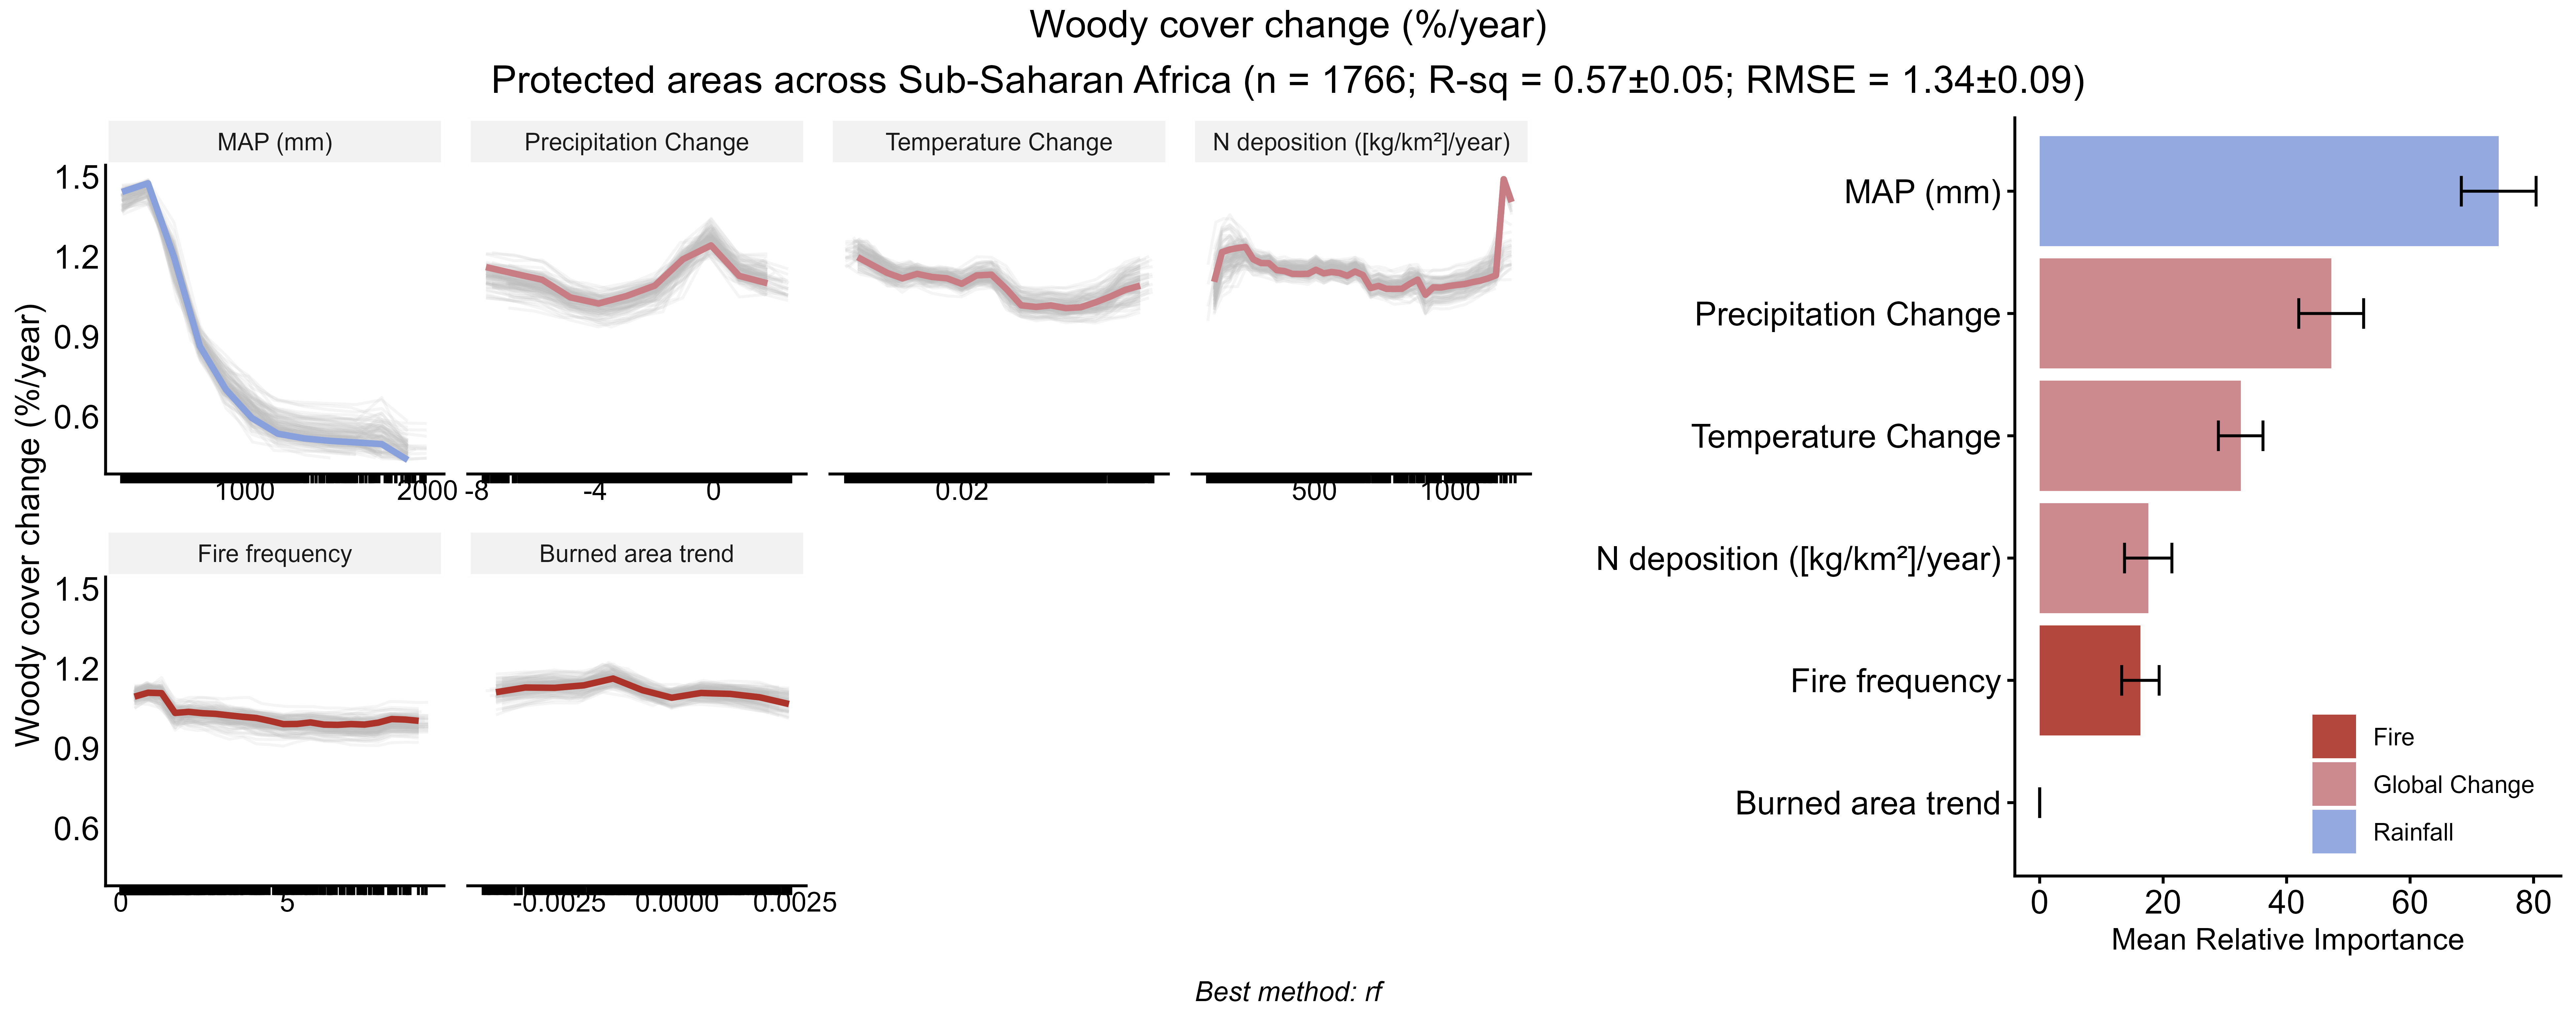 Woody cover change (%/year)
Protected areas across Sub-Saharan Africa (n = 1766; R-sq = 0.57±0.05; RMSE = 1.34±0.09)
Woody cover change (%/year)
MAP (mm)
Precipitation Change
Temperature Change
N deposition ([kg/km²]/year)
1.5
1.2
0.9
0.6
1000
2000
-8
-4
0
0.02
500
1000
Fire frequency
Burned area trend
1.5
1.2
0.9
0.6
0
5
-0.0025
0.0000
0.0025
MAP (mm)
Precipitation Change
Temperature Change
N deposition ([kg/km²]/year)
Fire frequency
Burned area trend
Fire
Global Change
Rainfall
0
20
40
60
80
Mean Relative Importance
Best method: rf